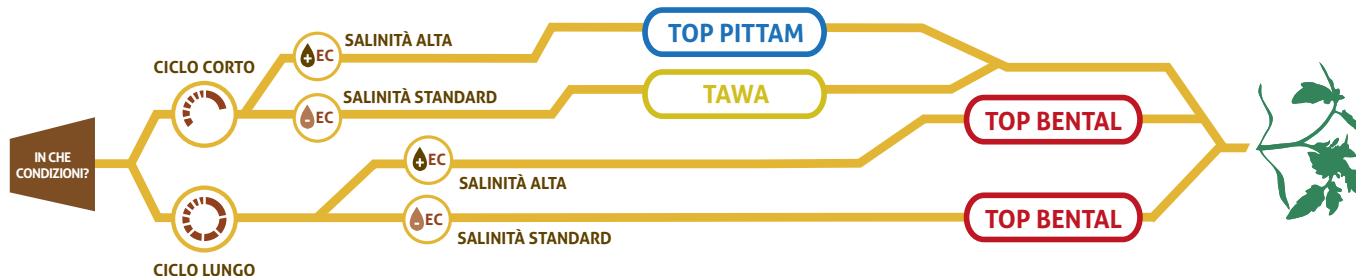 IN CHE
CONDIZIONI?
CICLO CORTO
+EC
SALINITÀ ALTA
TOP PITTAM
-EC
SALINITÀ STANDARD
TAWA
CICLO LUNGO
+EC
SALINITÀ ALTA
TOP BENTAL
-EC
SALINITÀ STANDARD
TOP BENTAL